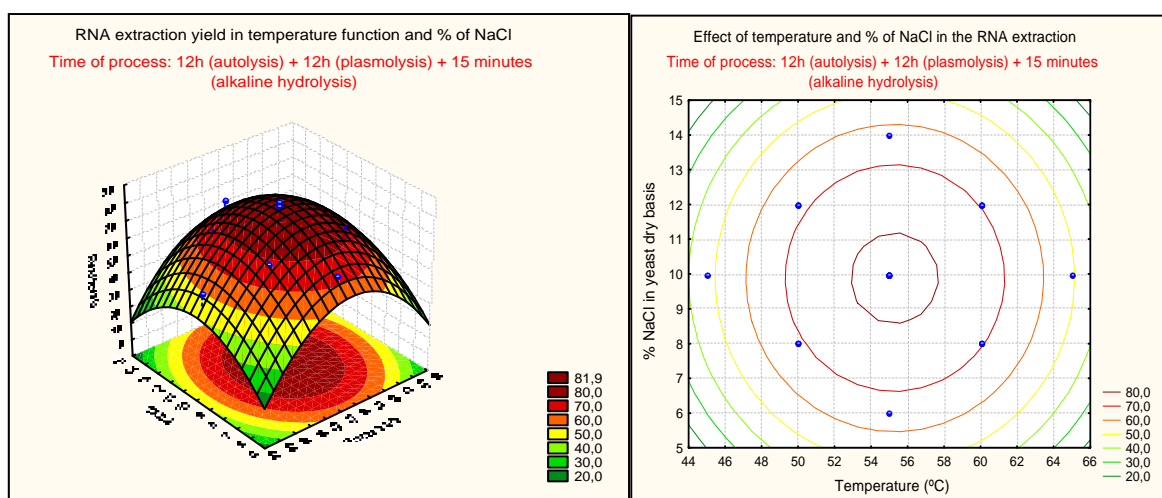 RNA extraction yield in temperature function and % of NaCl
Time of process: 12h (autolysis) + 12h (plasmolysis) + 15 minutes
(alkaline hydrolysis)
81,9
80,0
70,0
60,0
50,0
40,0
30,0
20,0
Effect of temperature and % of NaCl in the RNA extraction
Time of process: 12h (autolysis) + 12h (plasmolysis) + 15 minutes
(alkaline hydrolysis)
% NaCl in yeast dry basis
15
14
13
12
11
10
9
8
7
6
5
44 46 48 50 52 54 56 58 60 62 64 66
Temperature (ºC)
80,0
70,0
60,0
50,0
40,0
30,0
20,0